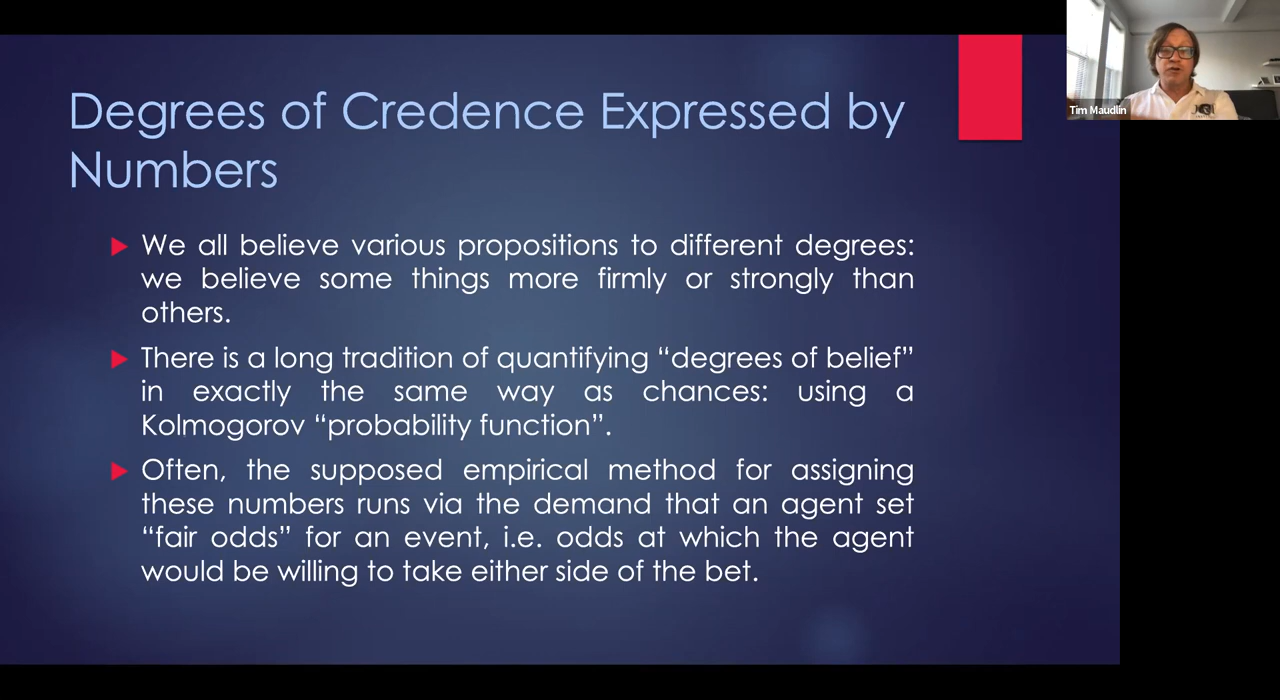 Degrees of Credence Expressed by
Numbers
We all believe various propositions to different degrees:
we believe some things more firmly or strongly than
others.
There is a long tradition of quantifying “degrees of belief”
in exactly the same way as chances: using a
Kolmogorov “probability function”.
Often, the supposed empirical method for assigning
these numbers runs via the demand that an agent set
“fair odds” for an event, i.e. odds at which the agent
would be willing to take either side of the bet.
Tim Maudlin